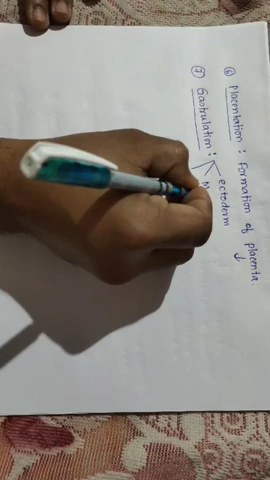 ⑥ Placentation : Formation of placenta.
↓
⑦ Gastrulation : ectoderm
M